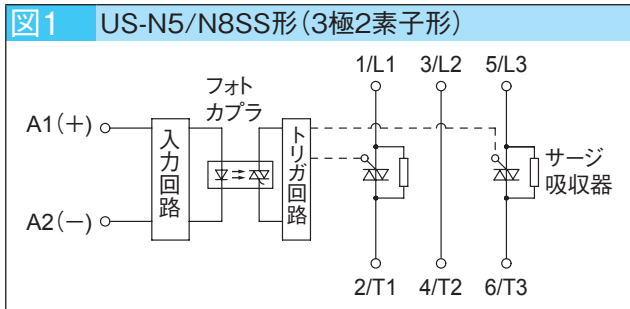 図1 US-N5/N8SS形(3極2素子形)
1/L1 3/L2 5/L3
フォト
カプラ
A1(+)
入力回路
トリガ回路
サージ
吸収器
A2(−)
2/T1 4/T2 6/T3